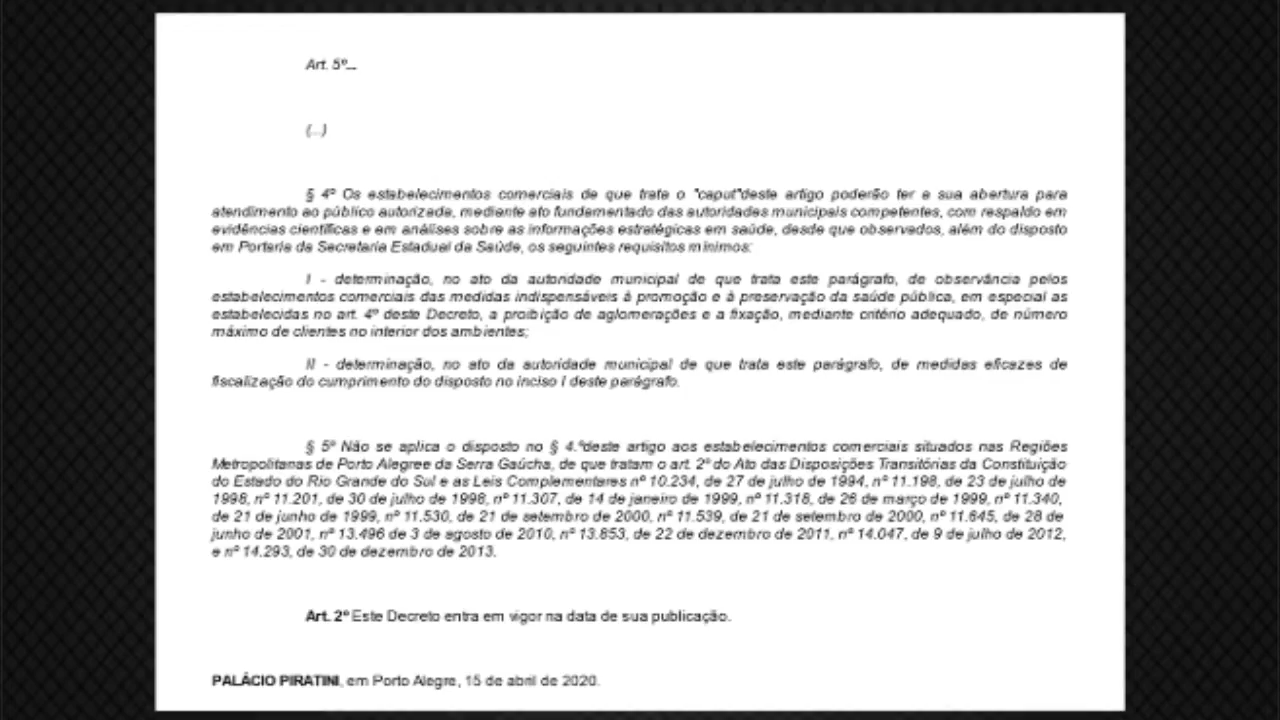 Art. 5º...
(...)
§ 4º Os estabelecimentos comerciais de que trata o "caput"deste artigo poderão ter a sua abertura para
atendimento ao público autorizada, mediante ato fundamentado das autoridades municipais competentes, com respaldo em
evidências científicas e em análises sobre as informações estratégicas em saúde, desde que observados, além do disposto
em Portaria da Secretaria Estadual da Saúde, os seguintes requisitos mínimos:
I - determinação, no ato da autoridade municipal de que trata este parágrafo, de observância pelos
estabelecimentos comerciais das medidas indispensáveis à promoção e à preservação da saúde pública, em especial as
estabelecidas no art. 4º deste Decreto, a proibição de aglomerações e a fixação, mediante critério adequado, de número
máximo de clientes no interior dos ambientes;
II - determinação, no ato da autoridade municipal de que trata este parágrafo, de medidas eficazes de
fiscalização do cumprimento do disposto no inciso I deste parágrafo.
§ 5º Não se aplica o disposto no § 4.ºdeste artigo aos estabelecimentos comerciais situados nas Regiões
Metropolitanas de Porto Alegree da Serra Gaúcha, de que tratam o art. 2º do Ato das Disposições Transitórias da Constituição
do Estado do Rio Grande do Sul e as Leis Complementares nº 10.234, de 27 de julho de 1994, nº 11.198, de 23 de julho de
1998, nº 11.201, de 30 de julho de 1998, nº 11.307, de 14 de janeiro de 1999, nº 11.318, de 26 de março de 1999, nº 11.340,
de 21 de junho de 1999, nº 11.530, de 21 de setembro de 2000, nº 11.539, de 21 de setembro de 2000, nº 11.645, de 28 de
junho de 2001, nº 13.496 de 3 de agosto de 2010, nº 13.853, de 22 de dezembro de 2011, nº 14.047, de 9 de julho de 2012,
e nº 14.293, de 30 de dezembro de 2013.
Art. 2º Este Decreto entra em vigor na data de sua publicação.
PALÁCIO PIRATINI, em Porto Alegre, 15 de abril de 2020.